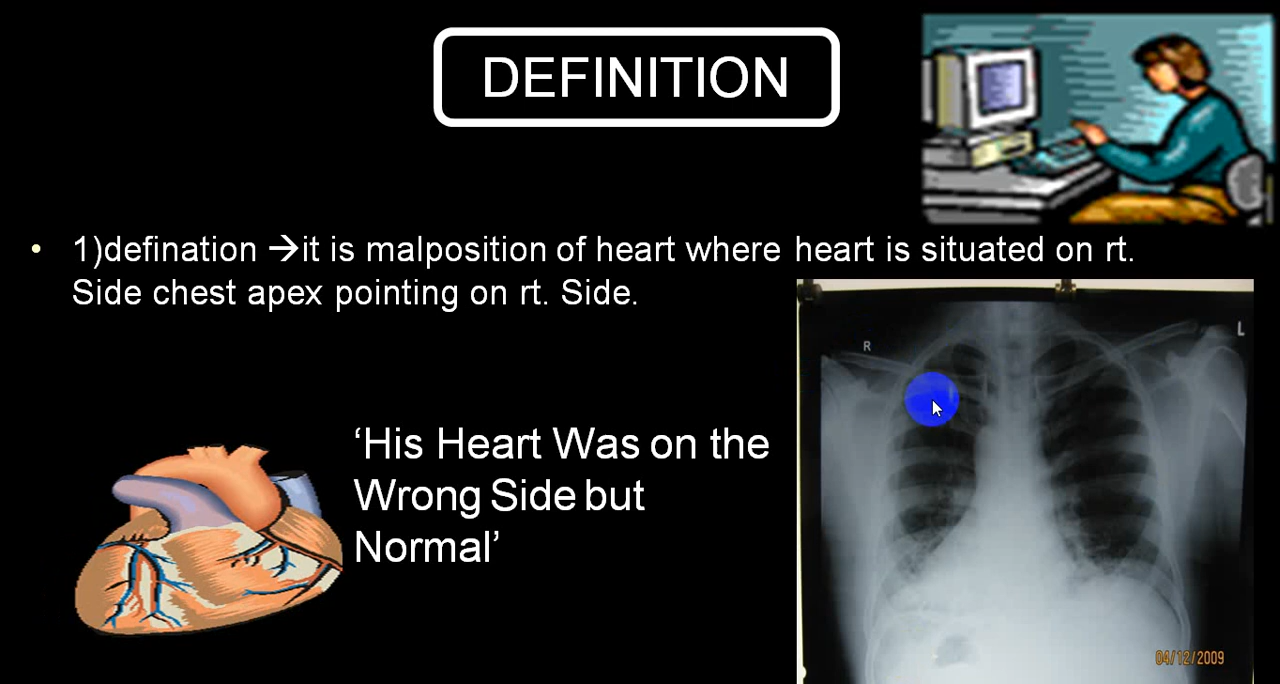 DEFINITION
• 1)defination →it is malposition of heart where heart is situated on rt.
Side chest apex pointing on rt. Side.
‘His Heart Was on the
Wrong Side but
Normal’
R
L
04/12/2009